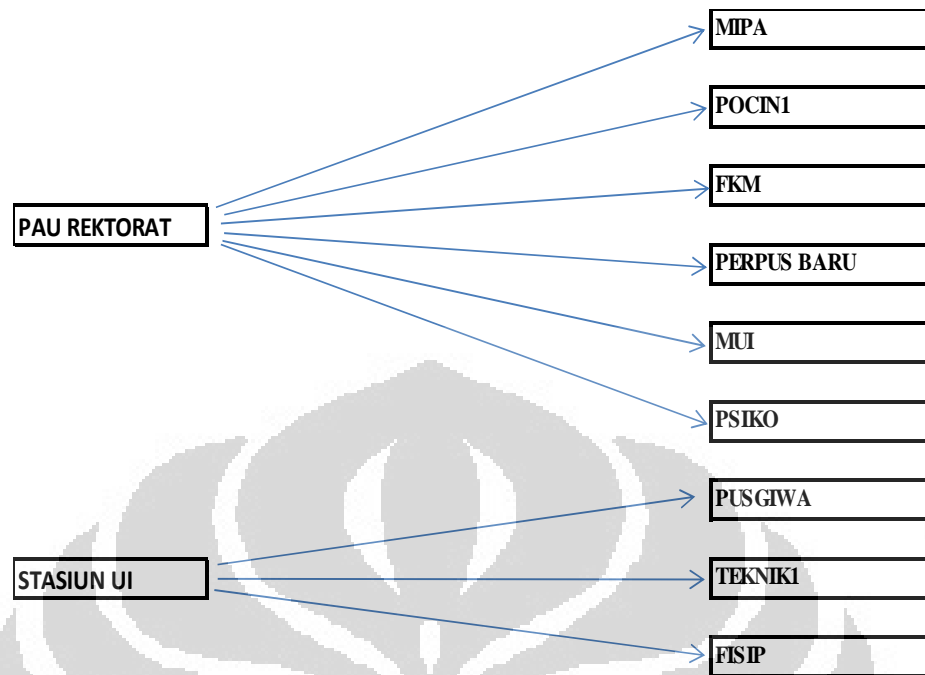 MIPA
POCIN1
FKM
PAU REKTORAT
PERPUS BARU
MUI
PSIKO
PUSGIWA
STASIUN UI
TEKNIK1
FISIP